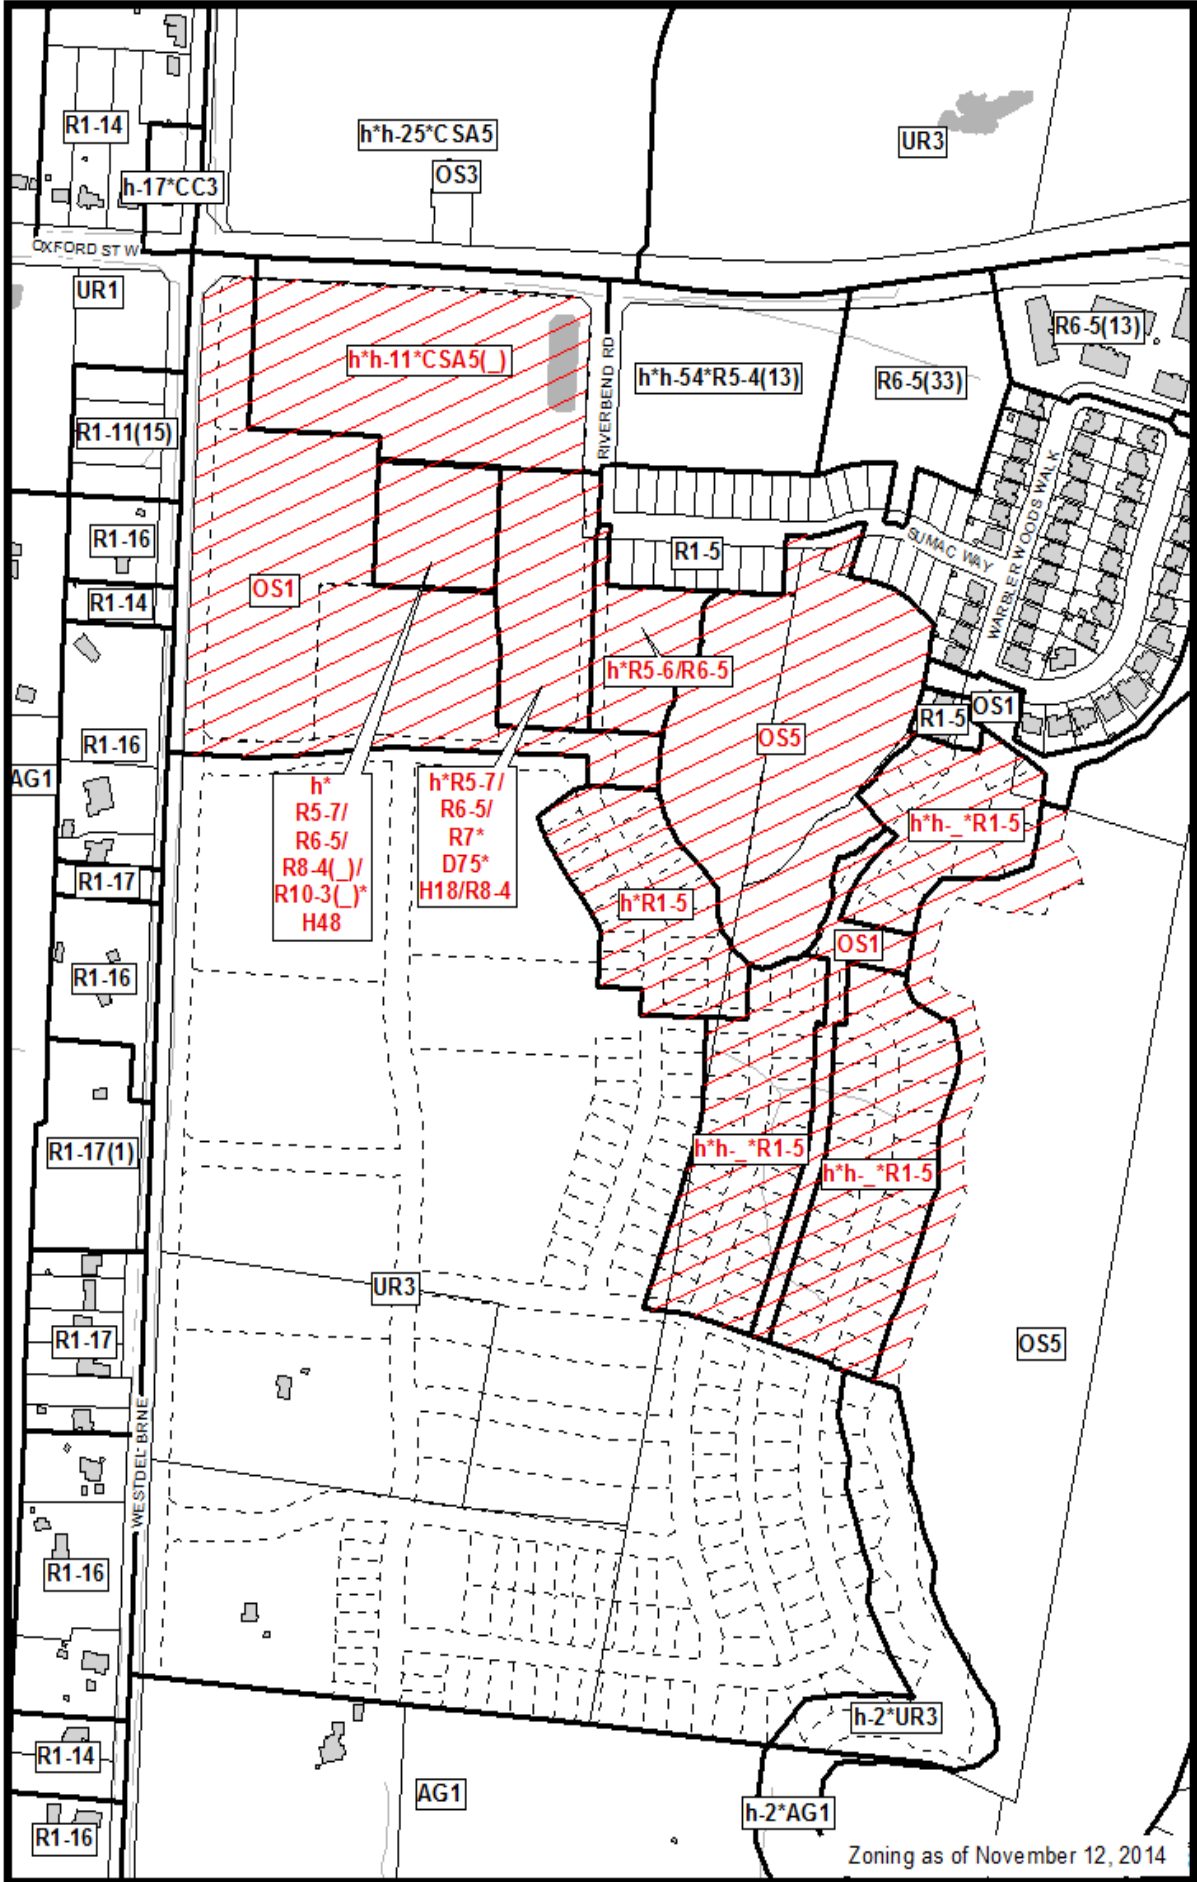 R1-14
h*h-25*CSA5
UR3
OS3
h-17*CC3
OXFORD ST W
UR1
R6-5(13)
h*h-11*CSA5(_)
RIVERBEND RD
h*h-54*R5-4(13)
R6-5(33)
R1-11(15)
WARBLERWOODS WALK
R1-16
SUMAC WAY
R1-5
OS1
R1-14
h*R5-6/R6-5
R1-5
OS1
OS5
R1-16
AG1
h*
R5-7/
R6-5/
R8-4(_)/
R10-3(_)*
H48
h*R5-7/
R6-5/
R7*
D75*
H18/R8-4
h*h-_*R1-5
R1-17
h*R1-5
OS1
R1-16
R1-17(1)
h*h-_*R1-5
h*h-_*R1-5
UR3
R1-17
OS5
WESTDEL BRNE
R1-16
h-2*UR3
R1-14
AG1
h-2*AG1
R1-16
Zoning as of November 12, 2014